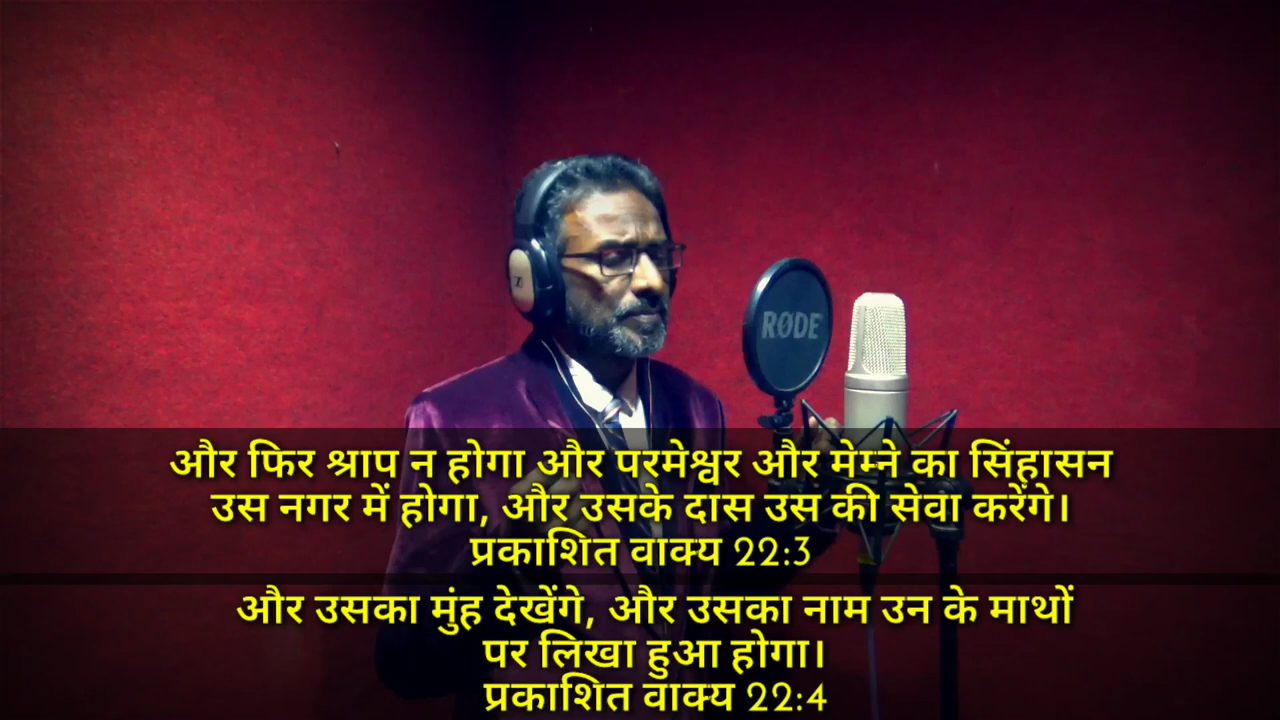 RØDE
और फिर श्राप न होगा और परमेश्वर और मेम्ने का सिंहासन
उस नगर में होगा, और उसके दास उस की सेवा करेंगे।
प्रकाशित वाक्य 22:3
और उसका मुंह देखेंगे, और उसका नाम उन के माथों
पर लिखा हुआ होगा।
प्रकाशित वाक्य 22:4